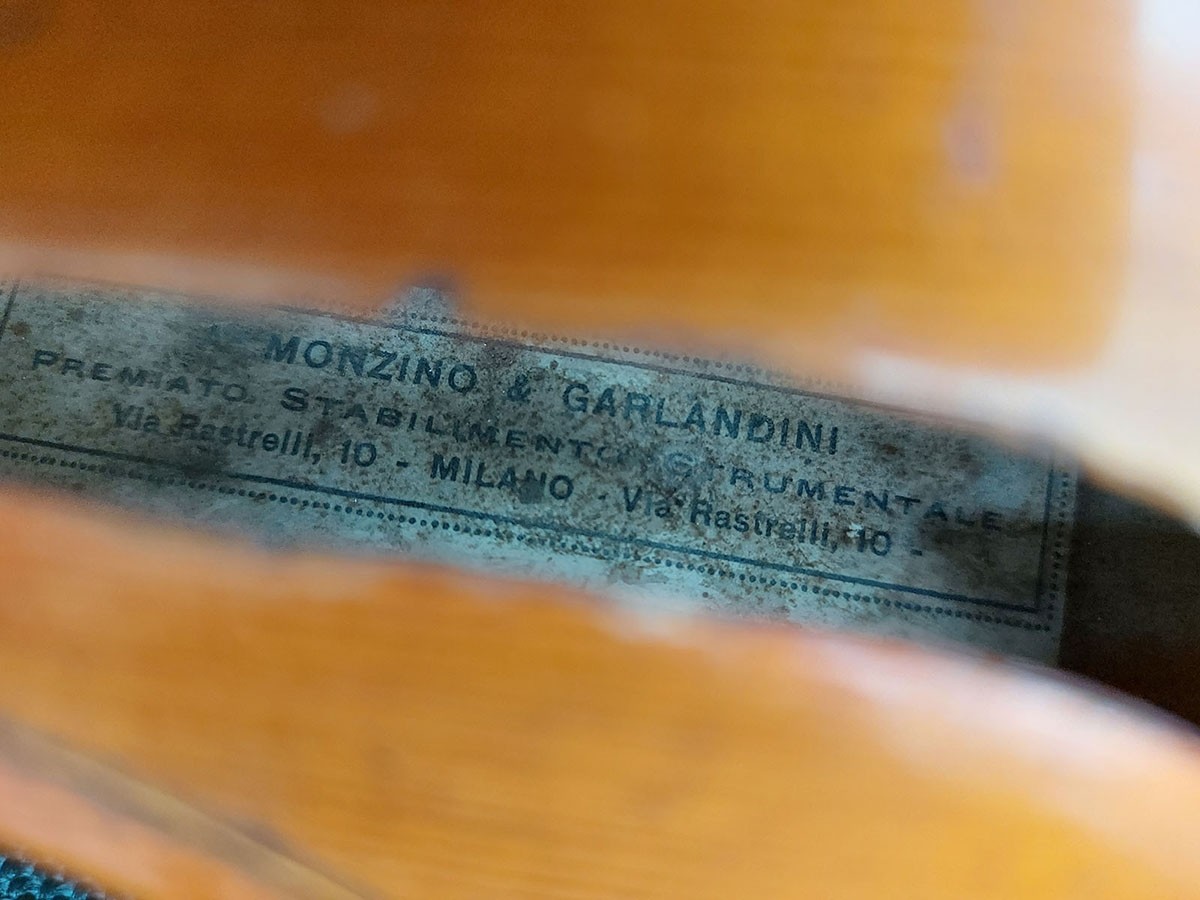 MONZINO & GARLANDINI
PREMIATO STABILIMENTO STRUMENTALE
Via Rastrelli, 10 - MILANO - Via Rastrelli, 10 -